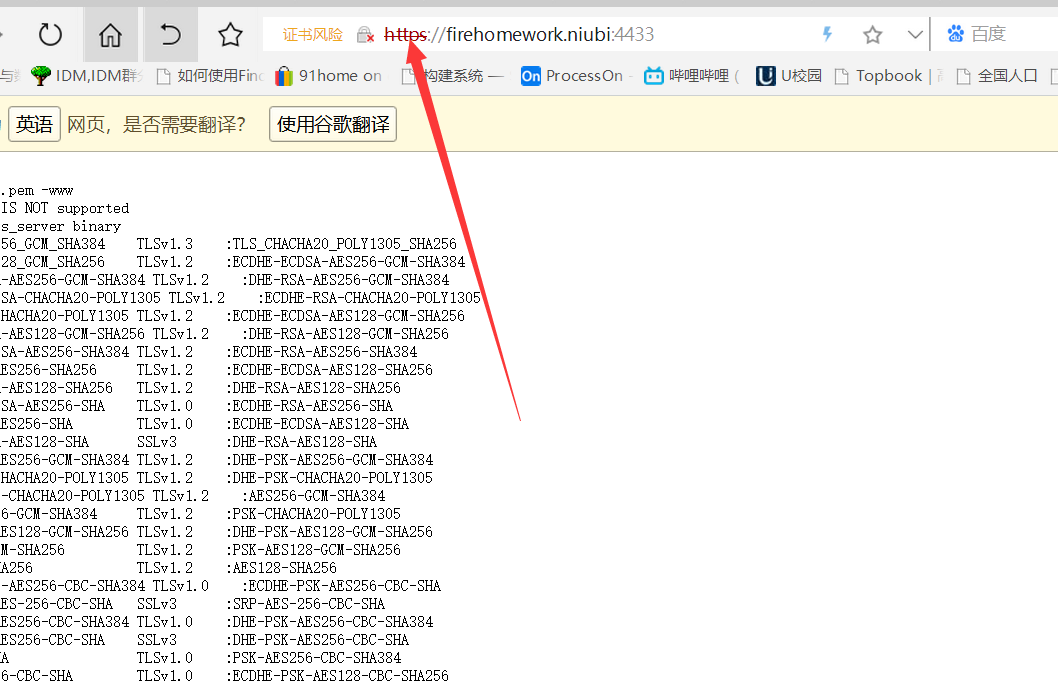 证书风险 https://firehomework.niubi:4433 百度
IDM,IDM群分 如何使用Fin 91home on 构建系统 — On ProcessOn - 哔哩哔哩 ( U校园 Topbook | 全国人口
英语 网页，是否需要翻译？ 使用谷歌翻译
.pem -www
IS NOT supported
s_server binary
56_GCM_SHA384 TLSv1.3 :TLS_CHACHA20_POLY1305_SHA256
28_GCM_SHA256 TLSv1.2 :ECDHE-ECDSA-AES256-GCM-SHA384
-AES256-GCM-SHA384 TLSv1.2 :DHE-RSA-AES256-GCM-SHA384
SA-CHACHA20-POLY1305 TLSv1.2 :ECDHE-RSA-CHACHA20-POLY1305
HACHA20-POLY1305 TLSv1.2 :ECDHE-ECDSA-AES128-GCM-SHA256
-AES128-GCM-SHA256 TLSv1.2 :DHE-RSA-AES128-GCM-SHA256
SA-AES256-SHA384 TLSv1.2 :ECDHE-RSA-AES256-SHA384
ES256-SHA256 TLSv1.2 :ECDHE-ECDSA-AES128-SHA256
-AES128-SHA256 TLSv1.2 :DHE-RSA-AES128-SHA256
SA-AES256-SHA TLSv1.0 :ECDHE-RSA-AES256-SHA
ES256-SHA TLSv1.0 :ECDHE-ECDSA-AES128-SHA
-AES128-SHA SSLv3 :DHE-RSA-AES128-SHA
ES256-GCM-SHA384 TLSv1.2 :DHE-PSK-AES256-GCM-SHA384
HACHA20-POLY1305 TLSv1.2 :DHE-PSK-CHACHA20-POLY1305
-CHACHA20-POLY1305 TLSv1.2 :AES256-GCM-SHA384
6-GCM-SHA384 TLSv1.2 :PSK-CHACHA20-POLY1305
ES128-GCM-SHA256 TLSv1.2 :DHE-PSK-AES128-GCM-SHA256
M-SHA256 TLSv1.2 :PSK-AES128-GCM-SHA256
A256 TLSv1.2 :AES128-SHA256
-AES256-CBC-SHA384 TLSv1.0 :ECDHE-PSK-AES256-CBC-SHA
ES-256-CBC-SHA SSLv3 :SRP-AES-256-CBC-SHA
ES256-CBC-SHA384 TLSv1.0 :DHE-PSK-AES256-CBC-SHA384
ES256-CBC-SHA SSLv3 :DHE-PSK-AES256-CBC-SHA
A TLSv1.0 :PSK-AES256-CBC-SHA384
6-CBC-SHA TLSv1.0 :ECDHE-PSK-AES128-CBC-SHA256